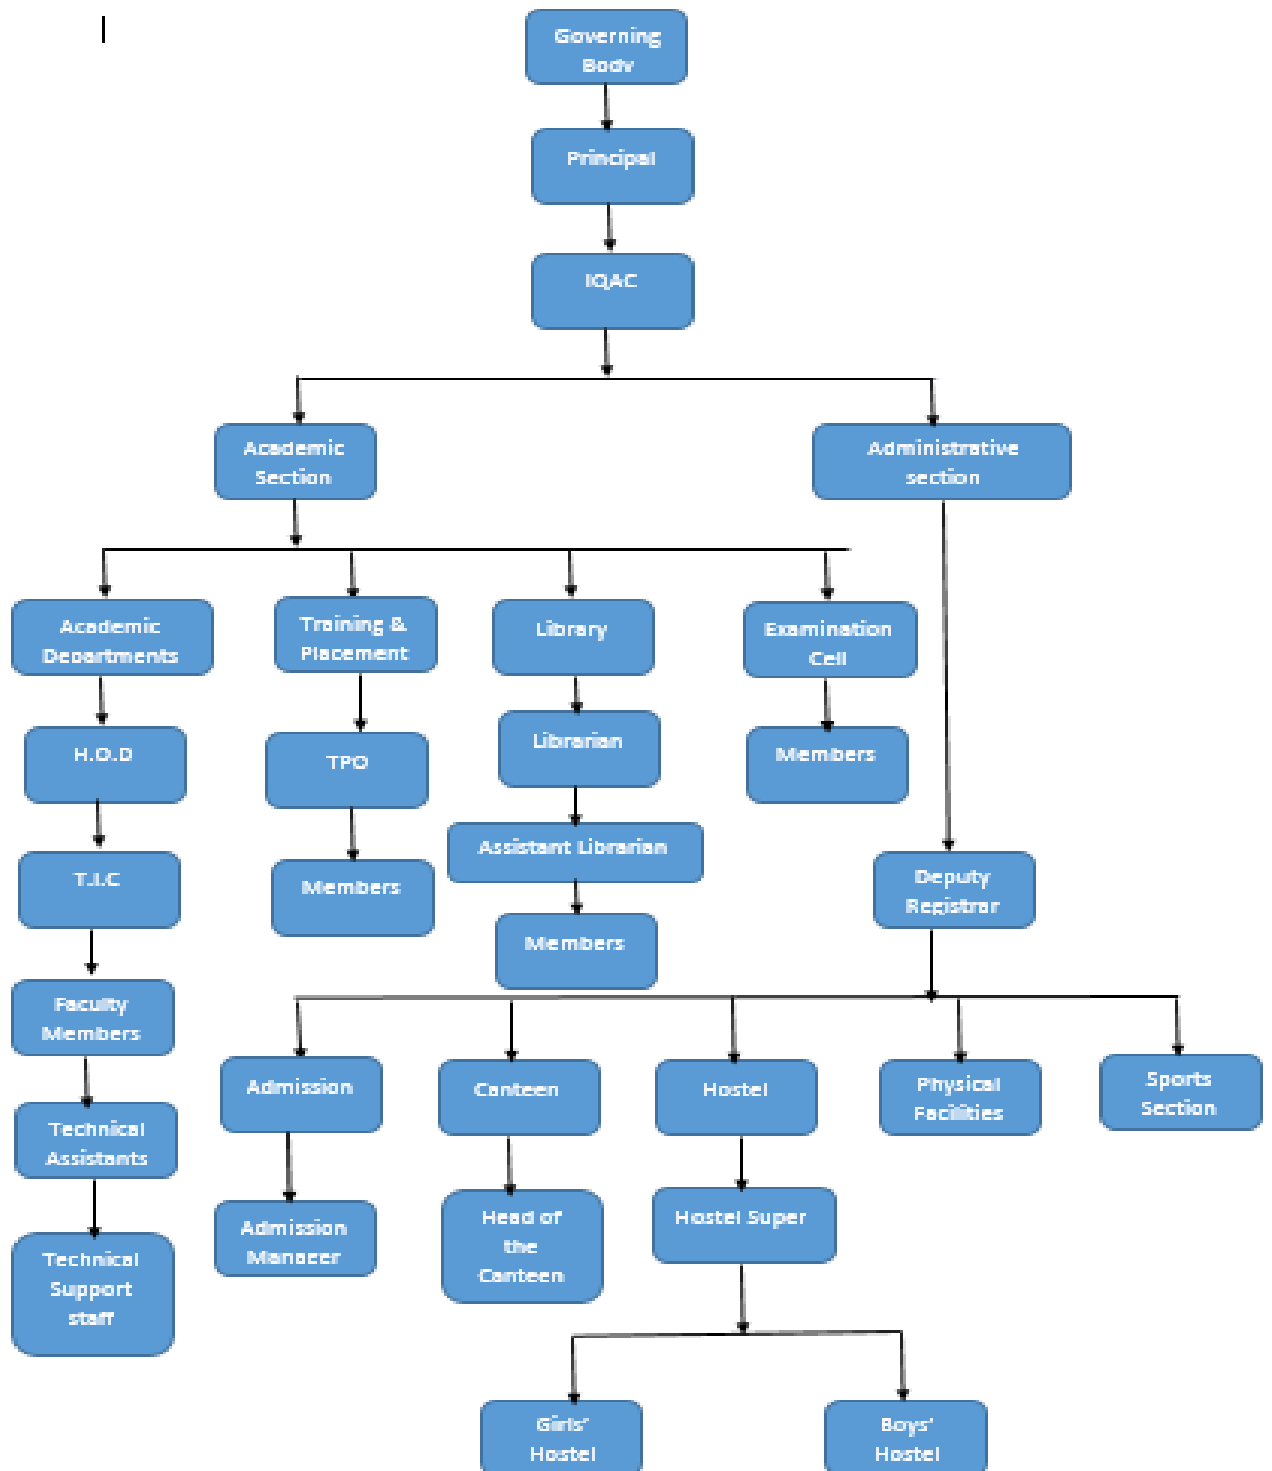 Governing
Body
Principal
IQAC
Academic
Section
Administrative
section
Academic
Departments
Training &
Placement
Library
Examination
Cell
H.O.D
TPO
Librarian
Members
T.I.C
Members
Assistant Librarian
Members
Deputy
Registrar
Faculty
Members
Technical
Assistants
Technical
Support
staff
Admission
Canteen
Hostel
Physical
Facilities
Sports
Section
Admission
Manager
Head of
the
Canteen
Hostel Super
Girls'
Hostel
Boys'
Hostel